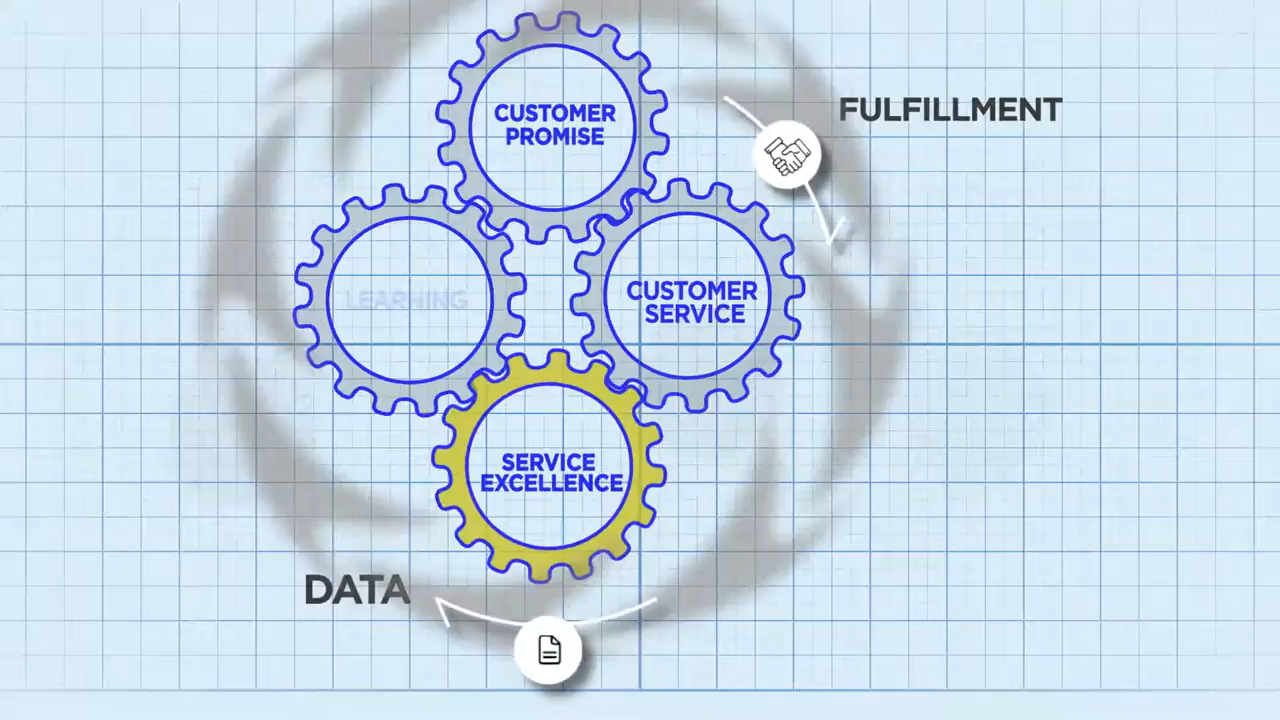 CUSTOMER
PROMISE
FULFILLMENT
LEARNING
CUSTOMER
SERVICE
SERVICE
EXCELLENCE
DATA